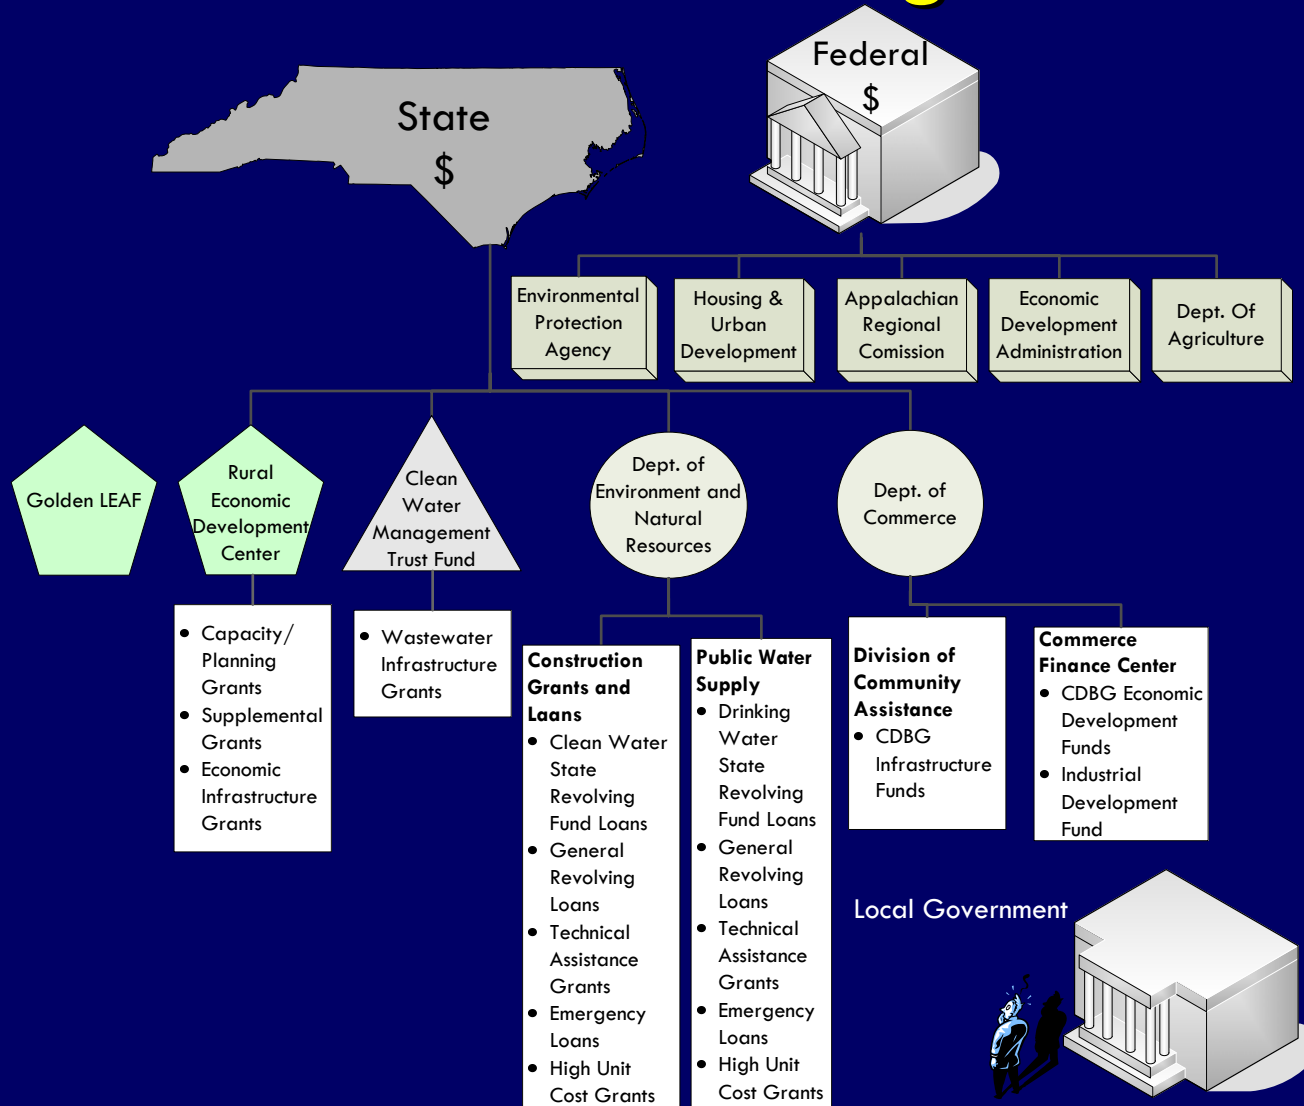 State
$
Federal
$
Environmental
Protection
Agency
Housing &
Urban
Development
Appalachian
Regional
Comission
Economic
Development
Administration
Dept. Of
Agriculture
Golden LEAF
Rural
Economic
Development
Center
Clean
Water
Management
Trust Fund
Dept. of
Environment and
Natural
Resources
Dept. of
Commerce
• Capacity/
Planning
Grants
• Supplemental
Grants
• Economic
Infrastructure
Grants
• Wastewater
Infrastructure
Grants
Construction
Grants and
Laans
• Clean Water
State
Revolving
Fund Loans
• General
Revolving
Loans
• Technical
Assistance
Grants
• Emergency
Loans
• High Unit
Cost Grants
Public Water
Supply
• Drinking
Water
State
Revolving
Fund Loans
• General
Revolving
Loans
• Technical
Assistance
Grants
• Emergency
Loans
• High Unit
Cost Grants
Division of
Community
Assistance
• CDBG
Infrastructure
Funds
Commerce
Finance Center
• CDBG Economic
Development
Funds
• Industrial
Development
Fund
Local Government